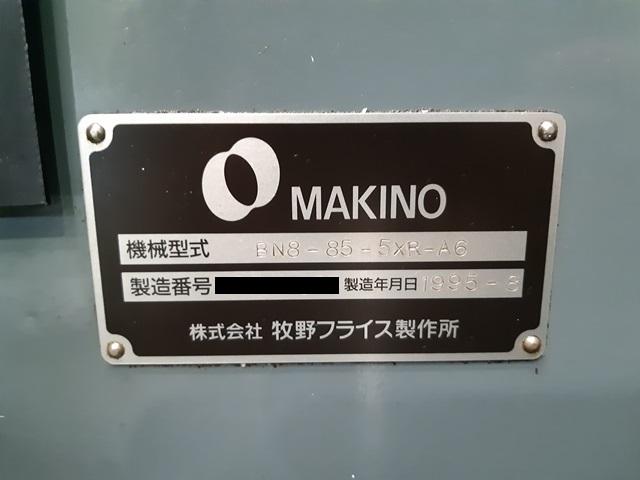 MAKINO
機械型式 BN8-85-5XR-A6
製造番号 製造年月日 1995-8
株式会社 牧野フライス製作所